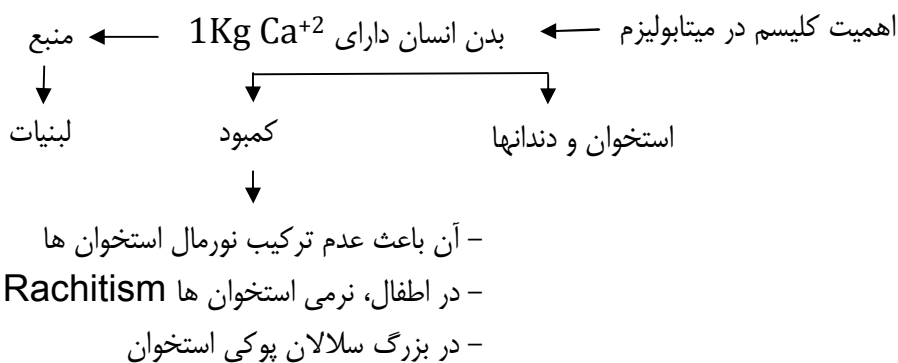 اهمیت کلیسم در میتابولیزم بدن انسان دارای 1Kg Ca+2 منبع
استخوان و دندانها کمبود لبنیات
– آن باعث عدم ترکیب نورمال استخوان ها
– در اطفال، نرمی استخوان ها Rachitism
– در بزرگ سلالان پوکی استخوان